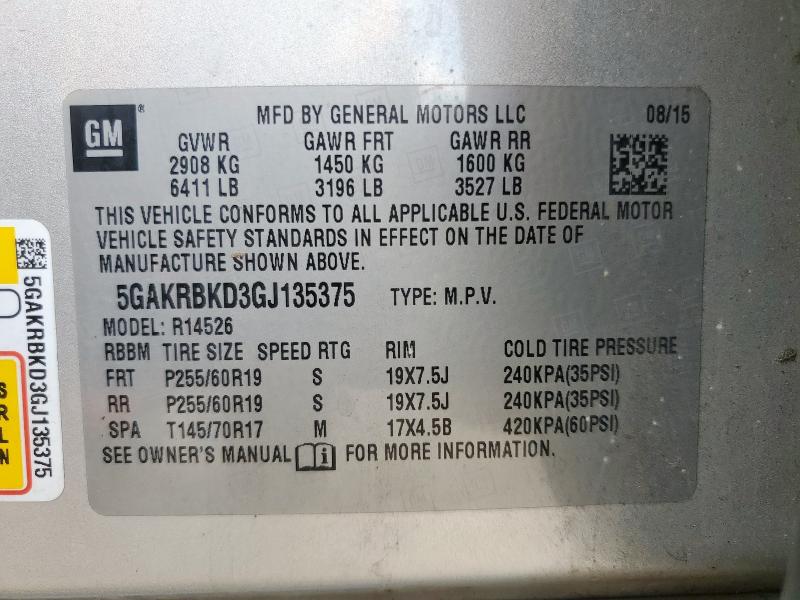 GM
®
MFD BY GENERAL MOTORS LLC 08/15
GVWR GAWR FRT GAWR RR
2908 KG 1450 KG 1600 KG
6411 LB 3196 LB 3527 LB
THIS VEHICLE CONFORMS TO ALL APPLICABLE U.S. FEDERAL MOTOR
VEHICLE SAFETY STANDARDS IN EFFECT ON THE DATE OF
MANUFACTURE SHOWN ABOVE.
5GAKRBKD3GJ135375 TYPE: M.P.V.
MODEL: R14526
RBBM TIRE SIZE SPEED RTG RIM COLD TIRE PRESSURE
FRT P255/60R19 S 19X7.5J 240KPA(35PSI)
RR P255/60R19 S 19X7.5J 240KPA(35PSI)
SPA T145/70R17 M 17X4.5B 420KPA(60PSI)
SEE OWNER'S MANUAL i FOR MORE INFORMATION.
5GAKRBKD3GJ135375
S
R
L
N